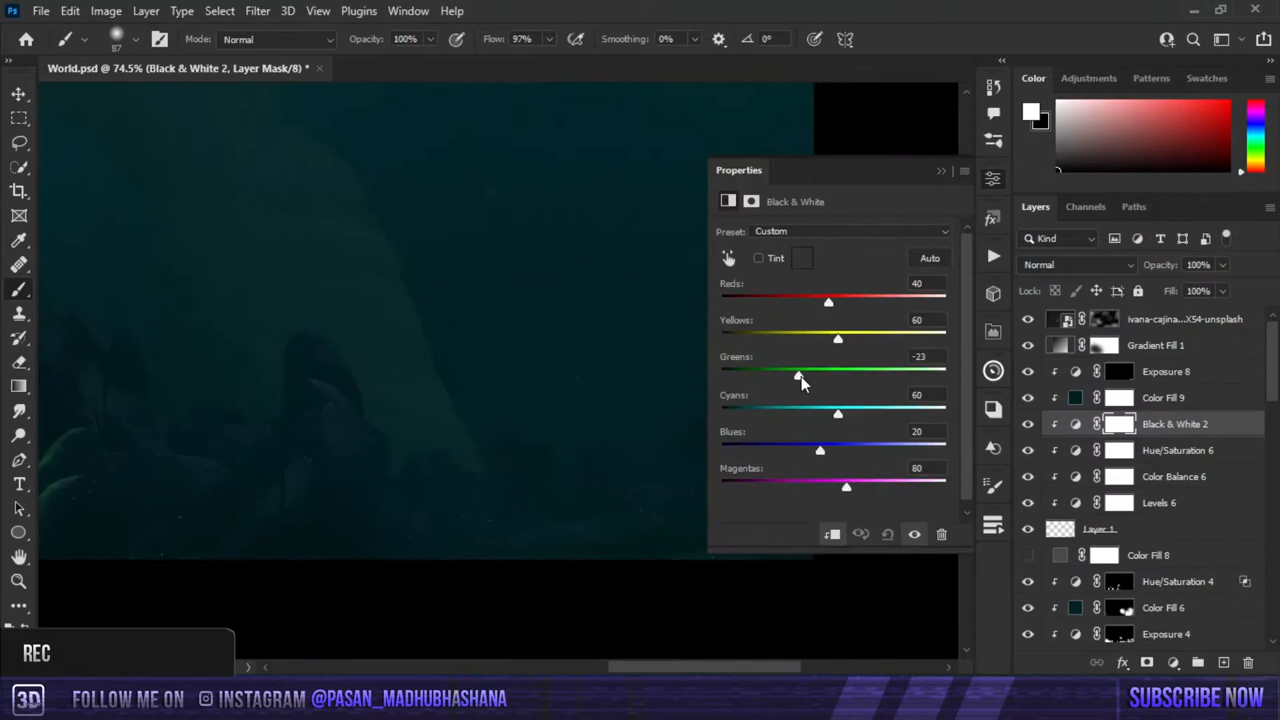 Ps File Edit Image Layer Type Select Filter 3D View Plugins Window Help
87 Mode: Normal Opacity: 100% Flow: 97% Smoothing: 0% 0°
World.psd @ 74.5% (Black & White 2, Layer Mask/8) *
Color Adjustments Patterns Swatches
Properties
Black & White
Preset: Custom
Tint Auto
Reds: 40
Yellows: 60
Greens: -23
Cyans: 60
Blues: 20
Magentas: 80
Layers Channels Paths
Kind
Normal Opacity: 100%
Lock: Fill: 100%
ivana-cajina...X54-unsplash
Gradient Fill 1
Exposure 8
Color Fill 9
Black & White 2
Hue/Saturation 6
Color Balance 6
Levels 6
Layer 1
Color Fill 8
Hue/Saturation 4
Color Fill 6
Exposure 4
fx
REC
3D FOLLOW ME ON INSTAGRAM @PASAN_MADHUBHASHANA SUBSCRIBE NOW